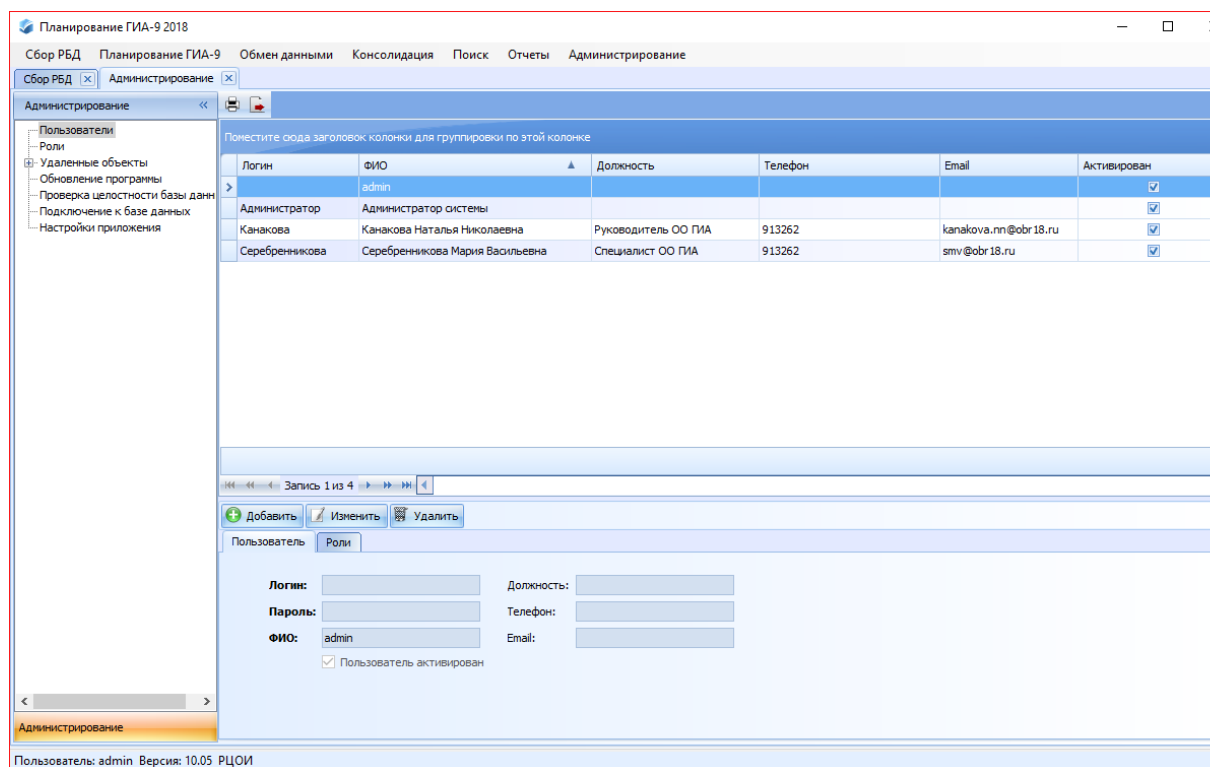 Планирование ГИА-9 2018
Сбор РБД Планирование ГИА-9 Обмен данными Консолидация Поиск Отчеты Администрирование
Сбор РБД Администрирование
Администрирование
Пользователи
Роли
Удаленные объекты
Обновление программы
Проверка целостности базы данн
Подключение к базе данных
Настройки приложения
Поместите сюда заголовок колонки для группировки по этой колонке
Логин ФИО Должность Телефон Email Активирован
admin
Администратор Администратор системы
Канакова Канакова Наталья Николаевна Руководитель ОО ГИА 913262 kanakova.nn@obr18.ru
Серебренникова Серебренникова Мария Васильевна Специалист ОО ГИА 913262 smv@obr18.ru
Запись 1 из 4
Добавить Изменить Удалить
Пользователь Роли
Логин: Должность:
Пароль: Телефон:
ФИО: admin Email:
Пользователь активирован
Администрирование
Пользователь: admin Версия: 10.05 РЦОИ